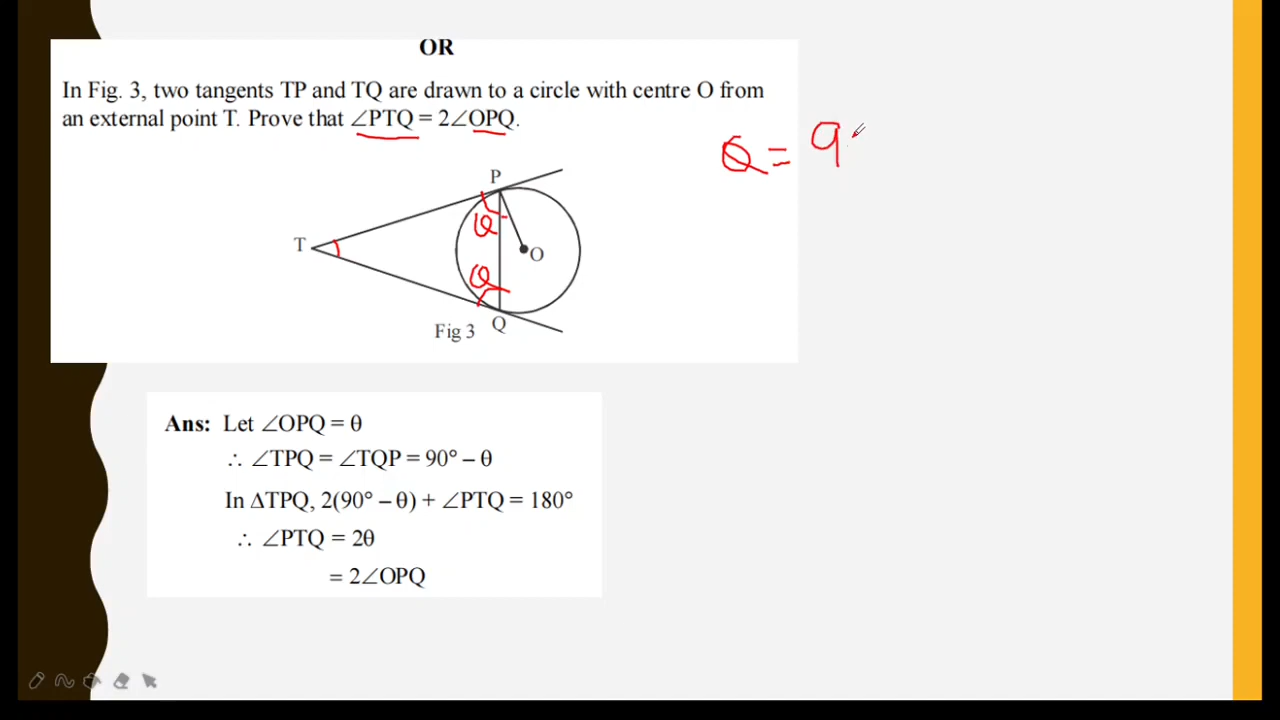 OR
In Fig. 3, two tangents TP and TQ are drawn to a circle with centre O from
an external point T. Prove that ∠PTQ = 2∠OPQ.
θ = 9
P
θ
T
O
θ
Q
Fig 3
Ans: Let ∠OPQ = θ
∴ ∠TPQ = ∠TQP = 90° – θ
In ΔTPQ, 2(90° – θ) + ∠PTQ = 180°
∴ ∠PTQ = 2θ
= 2∠OPQ